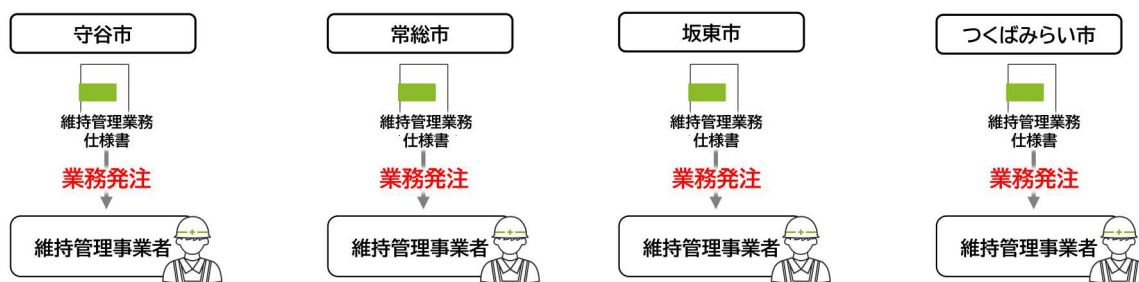 守谷市
常総市
坂東市
つくばみらい市
維持管理業務
仕様書
維持管理業務
仕様書
維持管理業務
仕様書
維持管理業務
仕様書
業務発注
業務発注
業務発注
業務発注
維持管理事業者
維持管理事業者
維持管理事業者
維持管理事業者